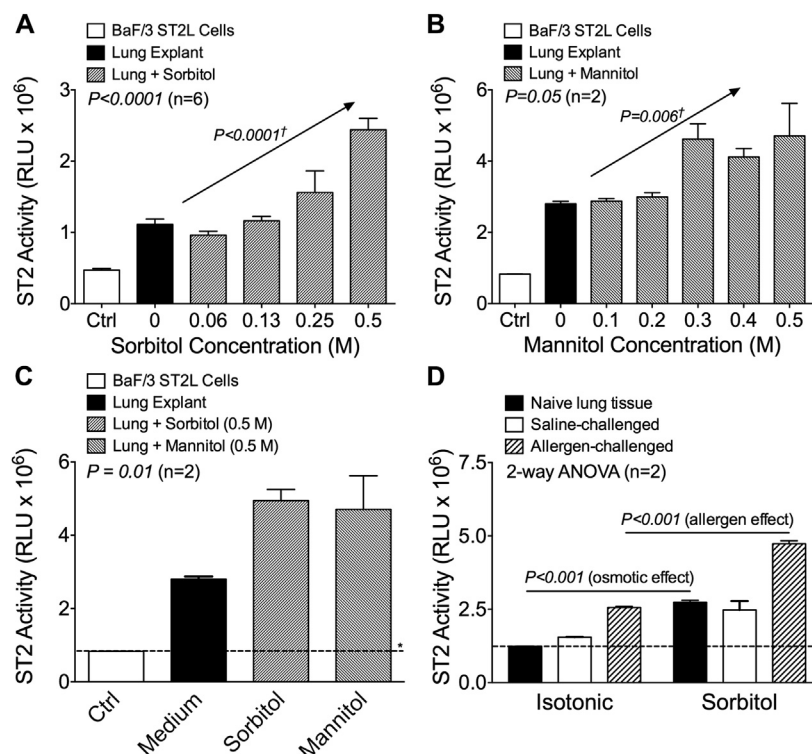 A
BaF/3 ST2L Cells
Lung Explant
Lung + Sorbitol
P<0.0001 (n=6)
P<0.0001†
ST2 Activity (RLU x 10⁶)
3
2
1
0
Ctrl 0 0.06 0.13 0.25 0.5
Sorbitol Concentration (M)
B
BaF/3 ST2L Cells
Lung Explant
Lung + Mannitol
P=0.05 (n=2)
P=0.006†
ST2 Activity (RLU x 10⁶)
6
4
2
0
Ctrl 0 0.1 0.2 0.3 0.4 0.5
Mannitol Concentration (M)
C
BaF/3 ST2L Cells
Lung Explant
Lung + Sorbitol (0.5 M)
Lung + Mannitol (0.5 M)
P = 0.01 (n=2)
ST2 Activity (RLU x 10⁶)
6
4
2
0
*
Ctrl Medium Sorbitol Mannitol
D
Naive lung tissue
Saline-challenged
Allergen-challenged
2-way ANOVA (n=2)
P<0.001 (allergen effect)
P<0.001 (osmotic effect)
ST2 Activity (RLU x 10⁶)
7.5
5.0
2.5
0.0
Isotonic Sorbitol